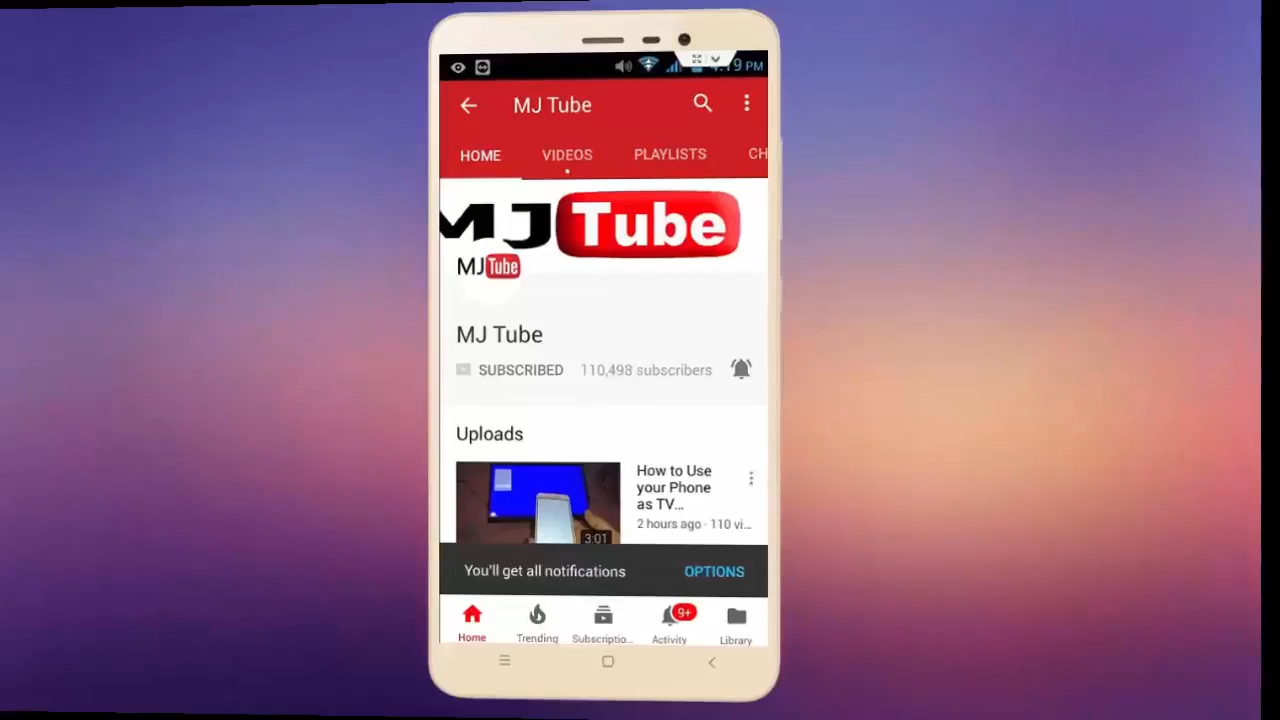 :19 PM
MJ Tube
HOME VIDEOS PLAYLISTS CH
MJ Tube
MJ Tube
MJ Tube
SUBSCRIBED 110,498 subscribers
Uploads
How to Use
your Phone
as TV...
2 hours ago · 110 vi...
3:01
You'll get all notifications OPTIONS
9+
Home Trending Subscriptio... Activity Library